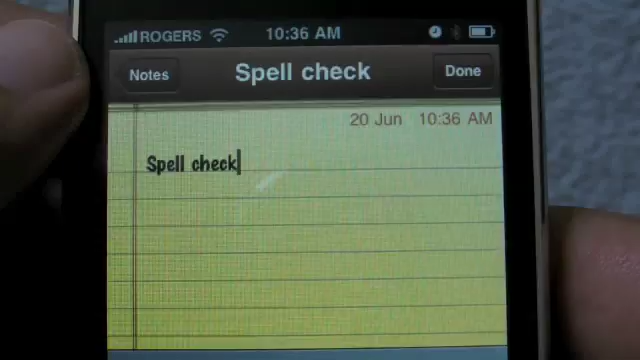 ROGERS 10:36 AM
Notes Spell check Done
20 Jun 10:36 AM
Spell check